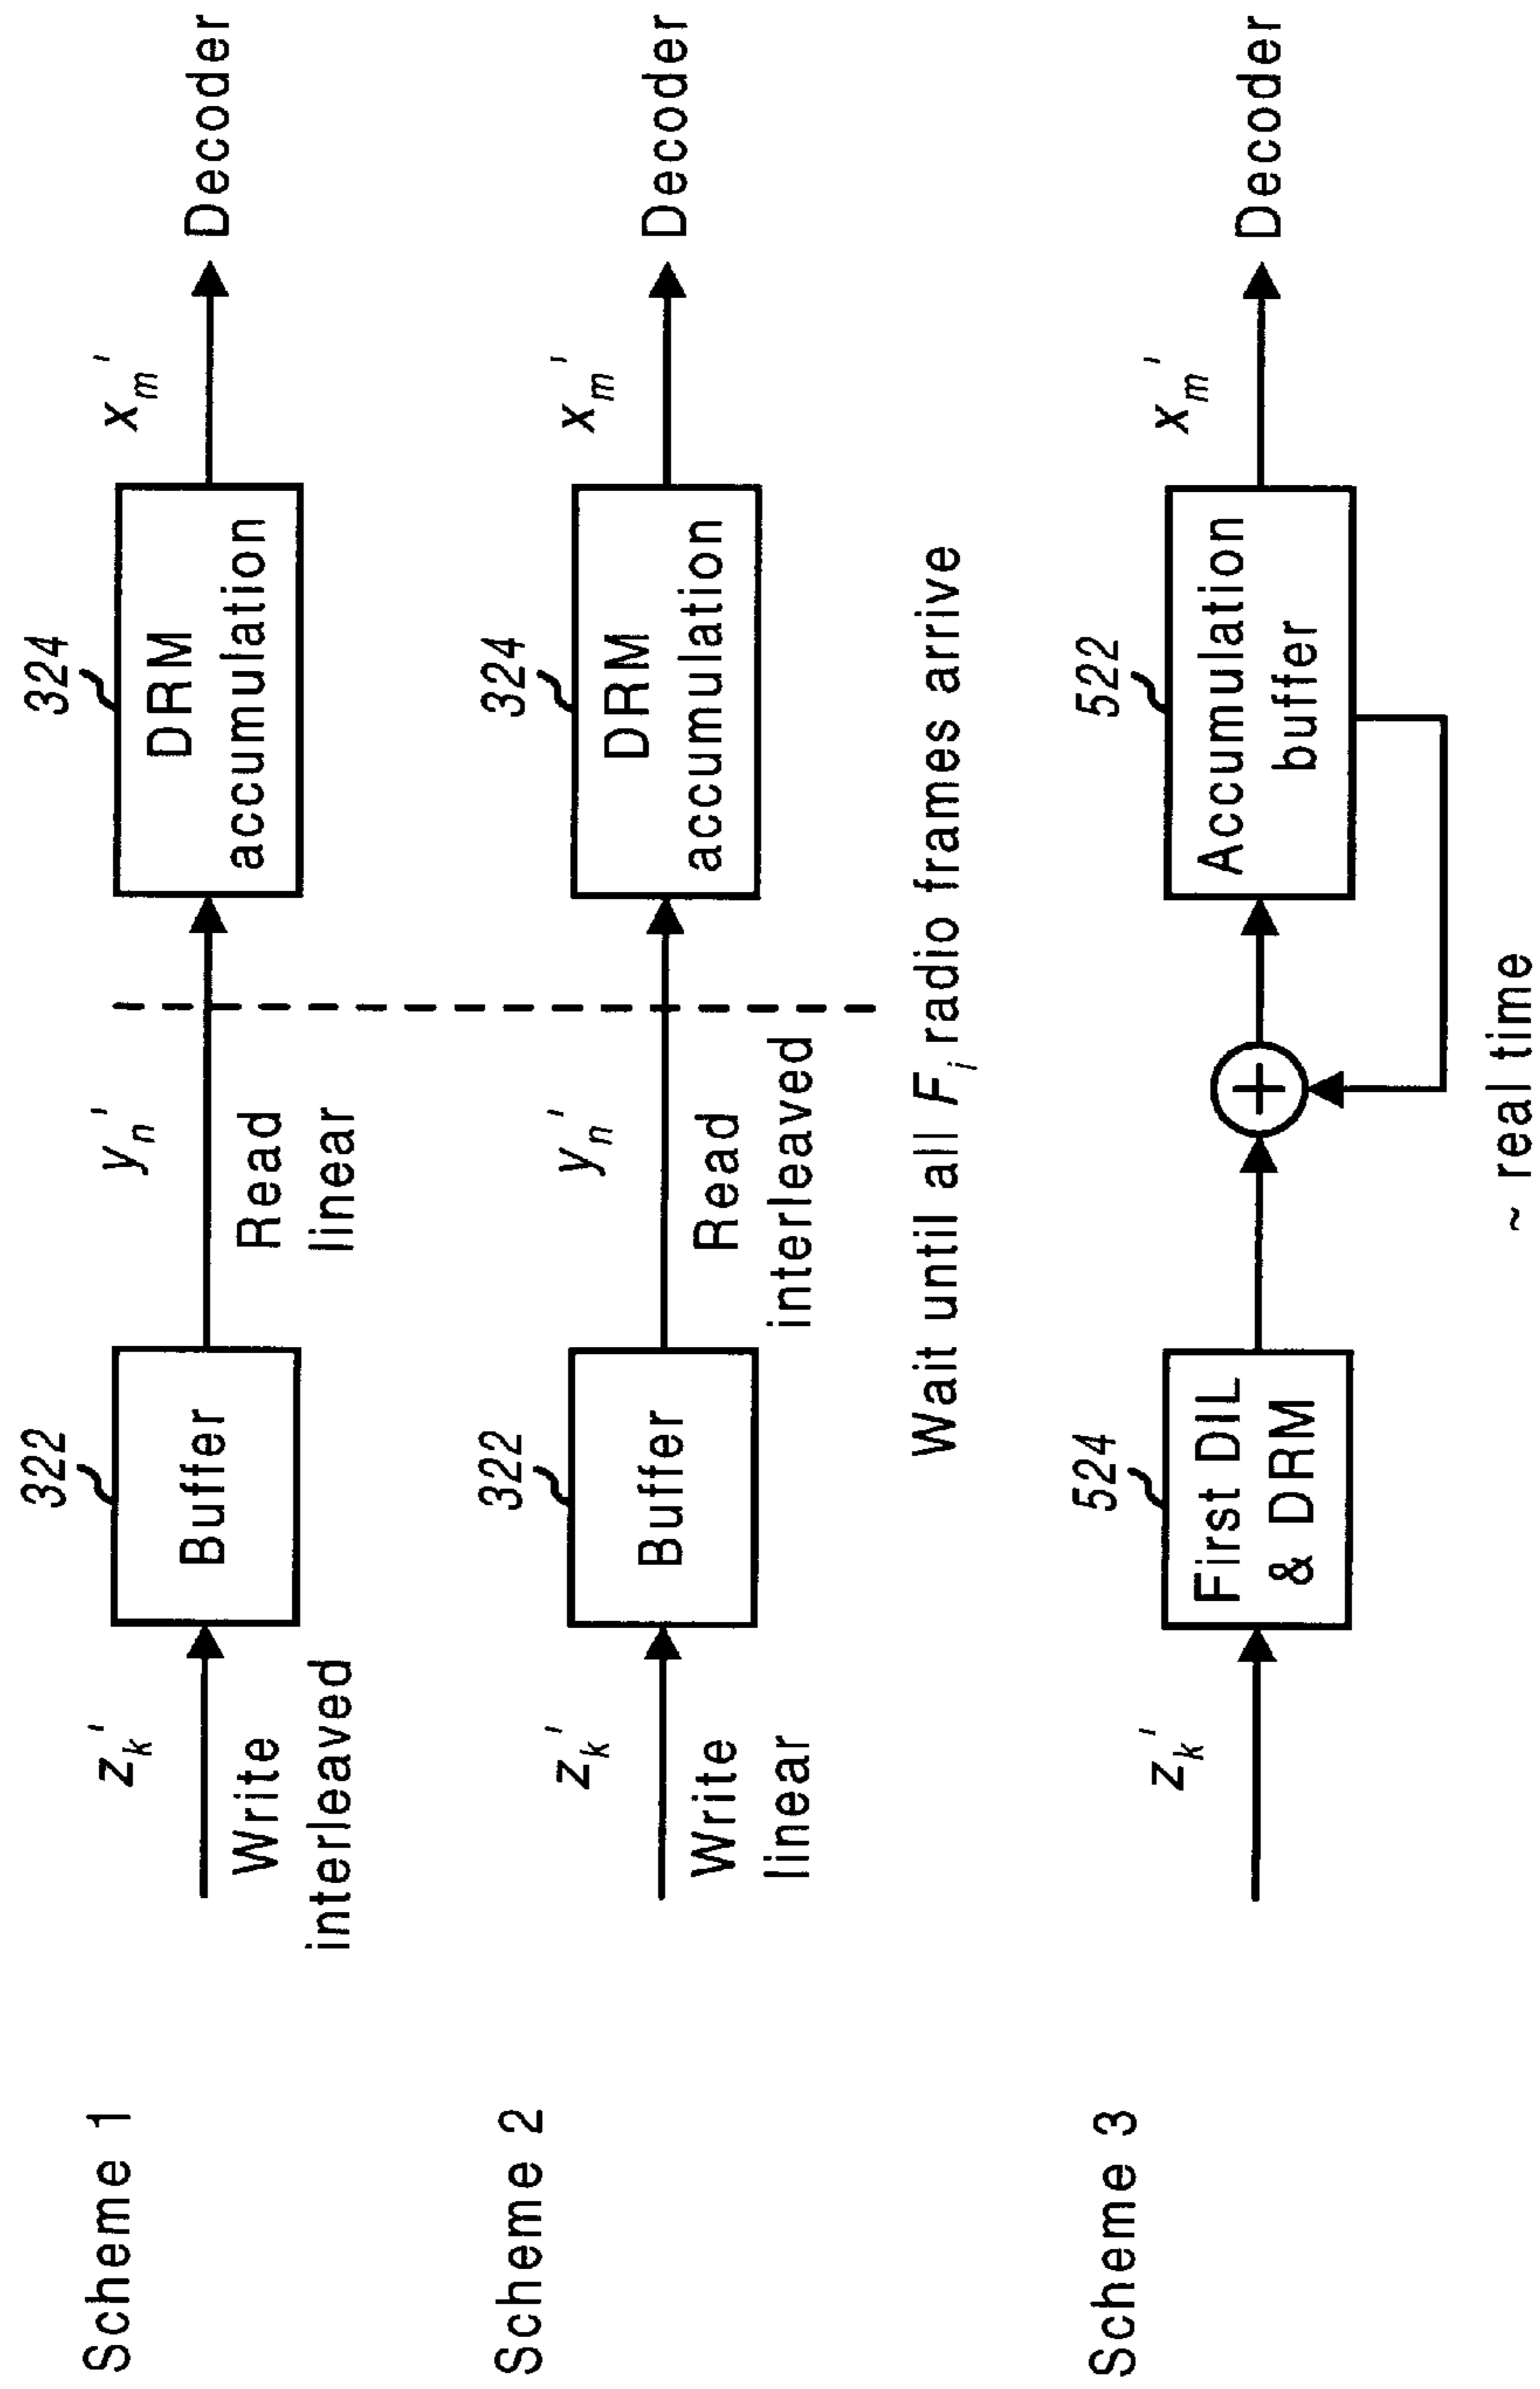 Scheme 1
z_k'
Write
interleaved
322
Buffer
y_n'
Read
linear
324
DRM
accumulation
x_m'
Decoder
Scheme 2
z_k'
Write
linear
322
Buffer
y_n'
Read
interleaved
324
DRM
accumulation
x_m'
Decoder
Wait until all F_i radio frames arrive
Scheme 3
z_k'
524
First DIL
& DRM
+
522
Accumulation
buffer
x_m'
Decoder
~ real time